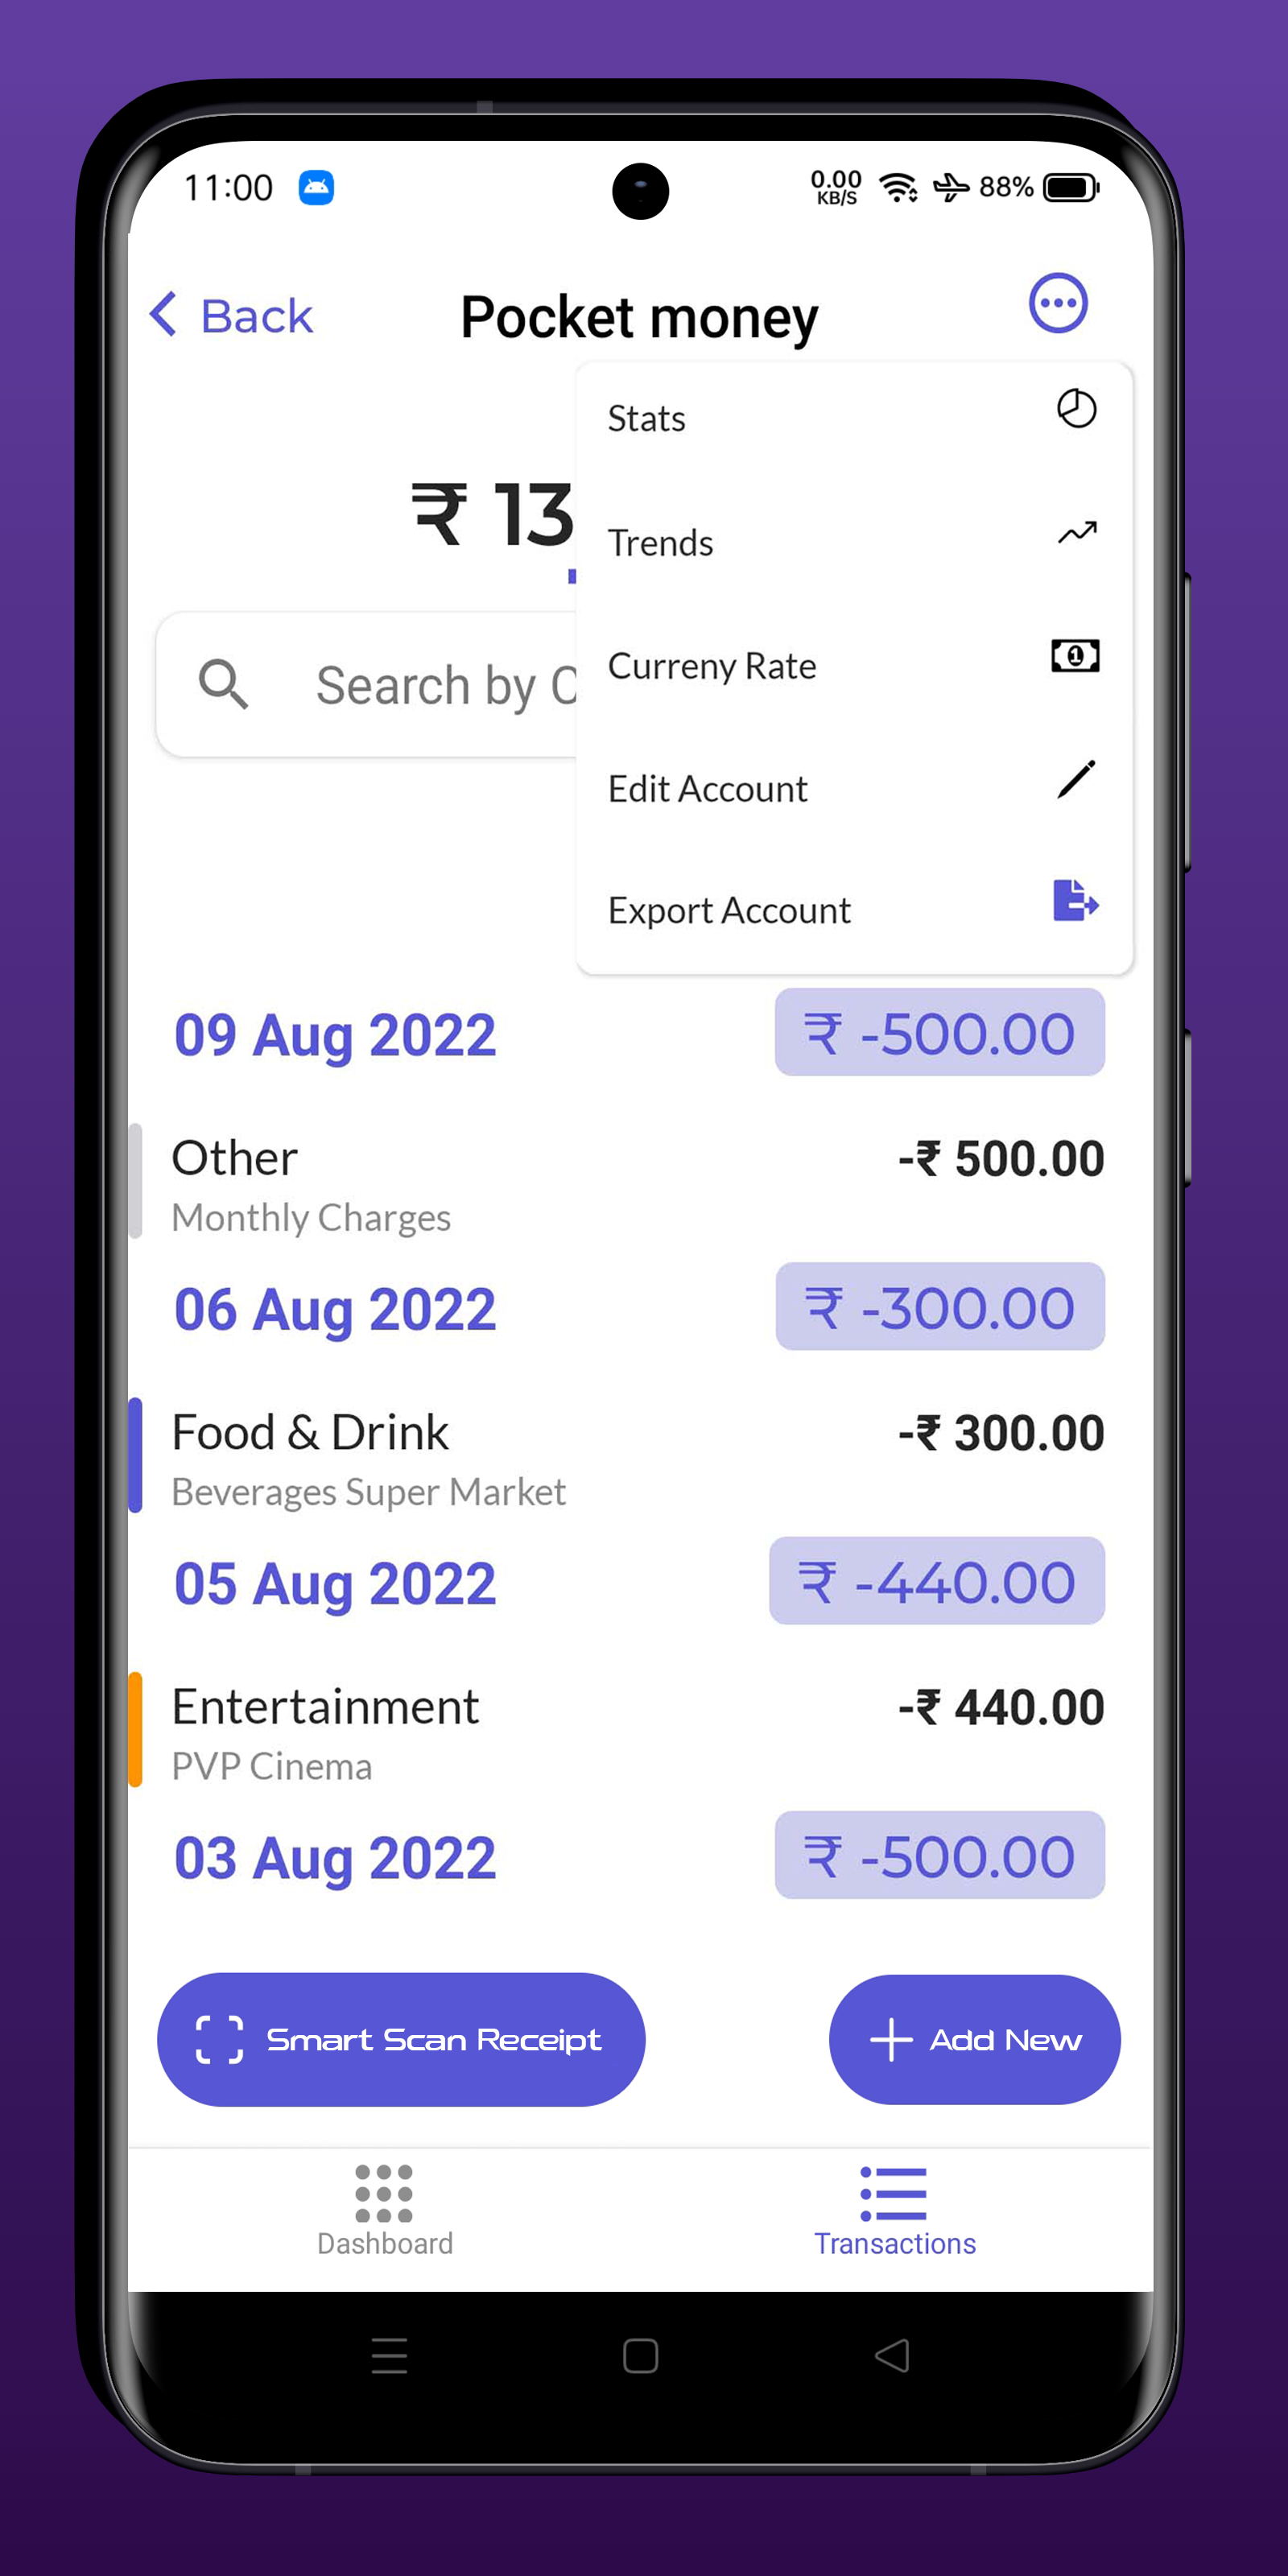 11:00 0.00 KB/S 88%
Back Pocket money
Stats
₹ 13
Trends
Search by
Curreny Rate
Edit Account
Export Account
09 Aug 2022 ₹ -500.00
Other -₹ 500.00
Monthly Charges
06 Aug 2022 ₹ -300.00
Food & Drink -₹ 300.00
Beverages Super Market
05 Aug 2022 ₹ -440.00
Entertainment -₹ 440.00
PVP Cinema
03 Aug 2022 ₹ -500.00
Smart Scan Receipt + Add New
Dashboard Transactions